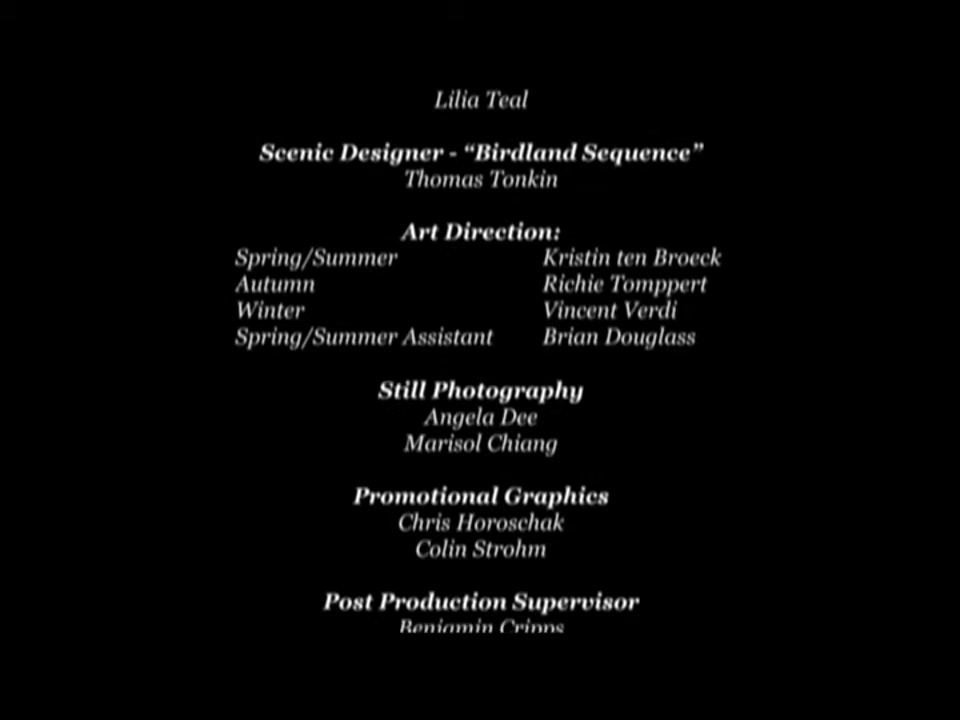 Lilia Teal
Scenic Designer - “Birdland Sequence”
Thomas Tonkin
Art Direction:
Spring/Summer Kristin ten Broeck
Autumn Richie Tomppert
Winter Vincent Verdi
Spring/Summer Assistant Brian Douglass
Still Photography
Angela Dee
Marisol Chiang
Promotional Graphics
Chris Horoschak
Colin Strohm
Post Production Supervisor
Benjamin Cripps